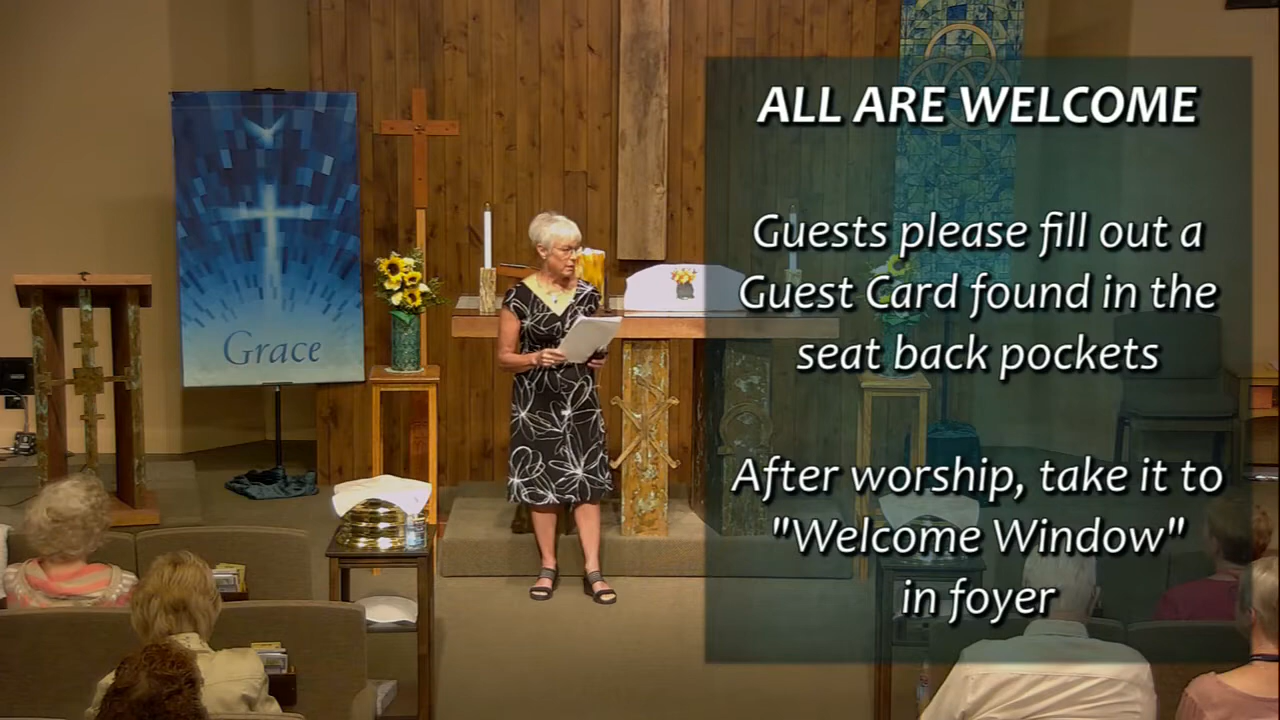 ALL ARE WELCOME
Guests please fill out a
Guest Card found in the
seat back pockets
After worship, take it to
"Welcome Window"
in foyer
Grace